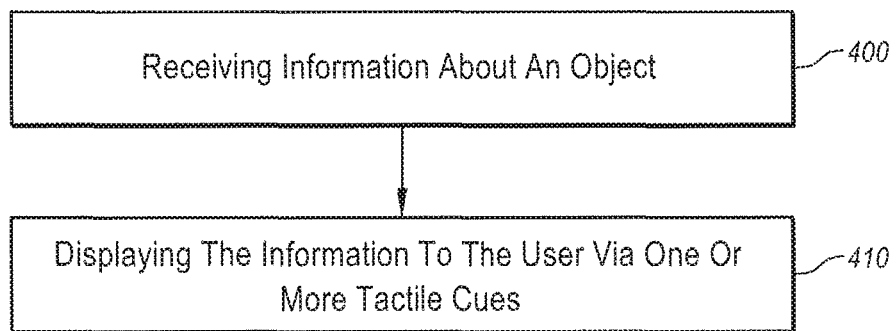 Receiving Information About An Object
400
Displaying The Information To The User Via One Or
More Tactile Cues
410